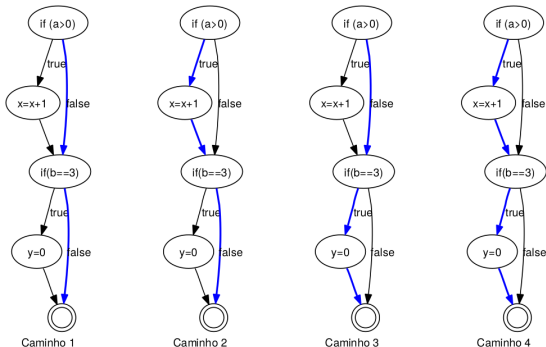 if (a>0)
true
x=x+1
false
if(b==3)
true
y=0
false
Caminho 1
if (a>0)
true
x=x+1
false
if(b==3)
true
y=0
false
Caminho 2
if (a>0)
true
x=x+1
false
if(b==3)
true
y=0
false
Caminho 3
if (a>0)
true
x=x+1
false
if(b==3)
true
y=0
false
Caminho 4